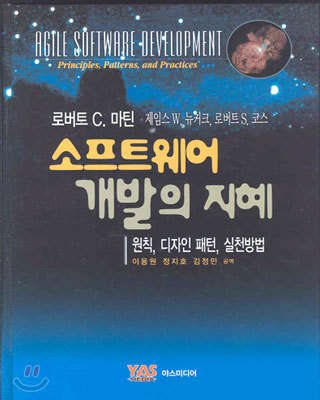 AGILE SOFTWARE DEVELOPMENT
Principles, Patterns, and Practices
로버트 C. 마틴 제임스 W. 뉴커크, 로버트 S. 코스
소프트웨어
개발의 지혜
원칙, 디자인 패턴, 실천방법
이용원 정지호 김정민 공역
YAS MEDIA 야스미디어